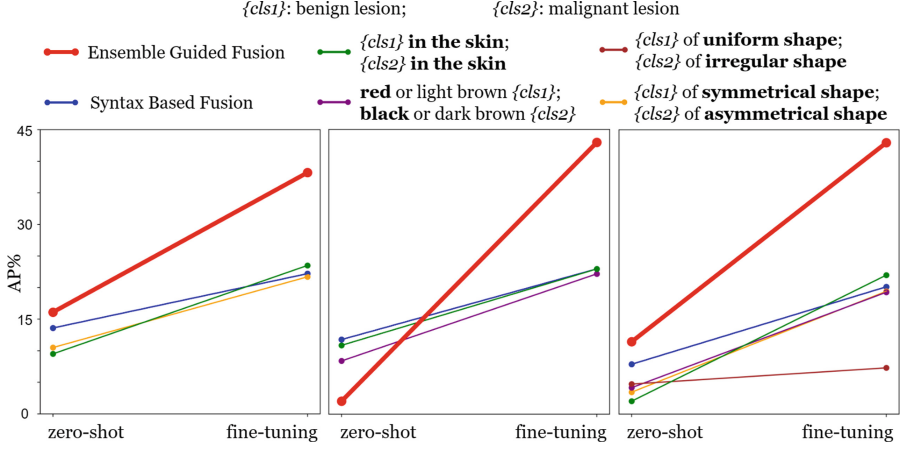 {cls1}: benign lesion; {cls2}: malignant lesion
Ensemble Guided Fusion
{cls1} in the skin;
{cls2} in the skin
{cls1} of uniform shape;
{cls2} of irregular shape
Syntax Based Fusion
red or light brown {cls1};
black or dark brown {cls2}
{cls1} of symmetrical shape;
{cls2} of asymmetrical shape
AP%
45
30
15
0
zero-shot fine-tuning
zero-shot fine-tuning
zero-shot fine-tuning